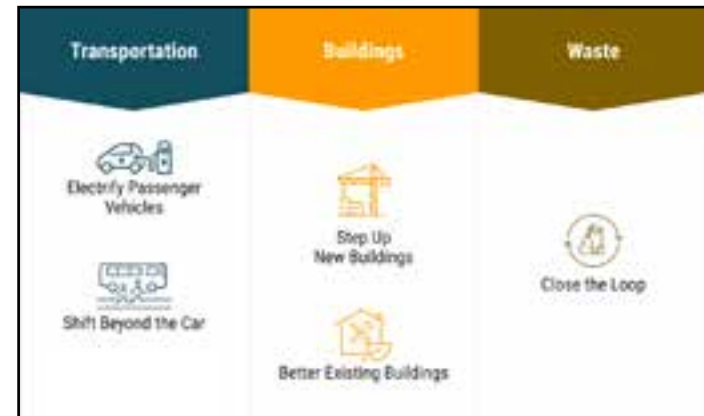 Transportation
Buildings
Waste
Electrify Passenger
Vehicles
Shift Beyond the Car
Step Up
New Buildings
Better Existing Buildings
Close the Loop